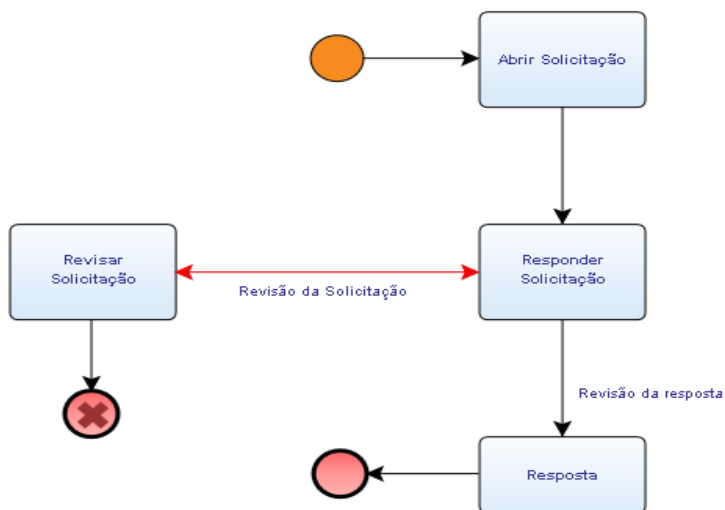 Abrir Solicitação
Revisar
Solicitação
Revisão da Solicitação
Responder
Solicitação
Revisão da resposta
Resposta